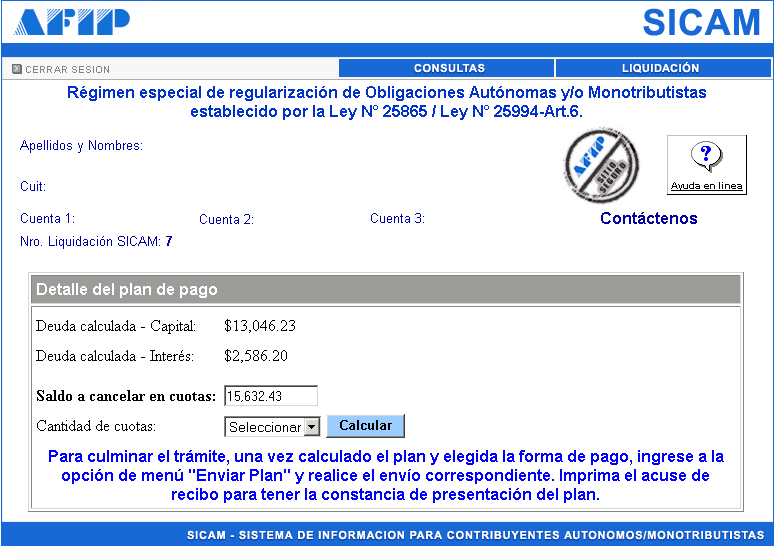 AFIP
SICAM
CERRAR SESION
CONSULTAS
LIQUIDACIÓN
Régimen especial de regularización de Obligaciones Autónomas y/o Monotributistas
establecido por la Ley N° 25865 / Ley N° 25994-Art.6.
Apellidos y Nombres:
AFIP
SITIO
SEGURO
?
Ayuda en linea
Cuit:
Cuenta 1:
Cuenta 2:
Cuenta 3:
Contáctenos
Nro. Liquidación SICAM: 7
Detalle del plan de pago
Deuda calculada - Capital: $13,046.23
Deuda calculada - Interés: $2,586.20
Saldo a cancelar en cuotas: 15,632.43
Cantidad de cuotas: Seleccionar Calcular
Para culminar el trámite, una vez calculado el plan y elegida la forma de pago, ingrese a la
opción de menú "Enviar Plan" y realice el envío correspondiente. Imprima el acuse de
recibo para tener la constancia de presentación del plan.
SICAM - SISTEMA DE INFORMACION PARA CONTRIBUYENTES AUTONOMOS/MONOTRIBUTISTAS